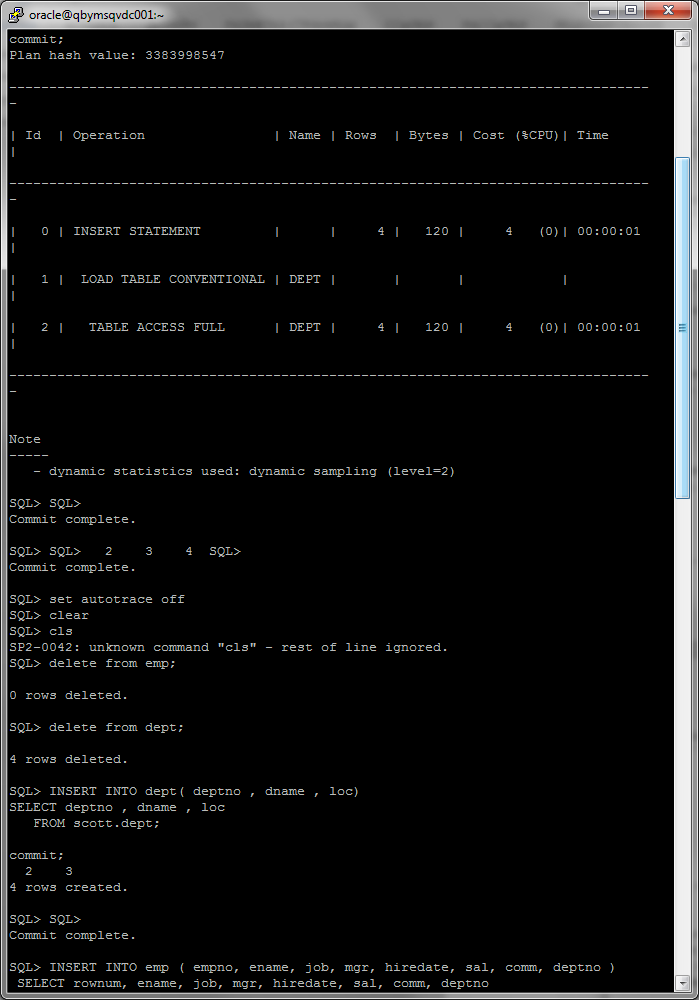 oracle@qbymsqvdc001:~
commit;
Plan hash value: 3383998547
--------------------------------------------------------------------------------
-
| Id  | Operation                | Name | Rows  | Bytes | Cost (%CPU)| Time
|
--------------------------------------------------------------------------------
-
|   0 | INSERT STATEMENT         |      |     4 |   120 |     4   (0)| 00:00:01
|
|   1 |  LOAD TABLE CONVENTIONAL | DEPT |       |       |            |
|
|   2 |   TABLE ACCESS FULL      | DEPT |     4 |   120 |     4   (0)| 00:00:01
|
--------------------------------------------------------------------------------
-
Note
-----
   - dynamic statistics used: dynamic sampling (level=2)
SQL> SQL>
Commit complete.
SQL> SQL>   2    3    4  SQL>
Commit complete.
SQL> set autotrace off
SQL> clear
SQL> cls
SP2-0042: unknown command "cls" - rest of line ignored.
SQL> delete from emp;
0 rows deleted.
SQL> delete from dept;
4 rows deleted.
SQL> INSERT INTO dept( deptno , dname , loc)
SELECT deptno , dname , loc
   FROM scott.dept;
commit;
  2    3
4 rows created.
SQL> SQL>
Commit complete.
SQL> INSERT INTO emp ( empno, ename, job, mgr, hiredate, sal, comm, deptno )
 SELECT rownum, ename, job, mgr, hiredate, sal, comm, deptno